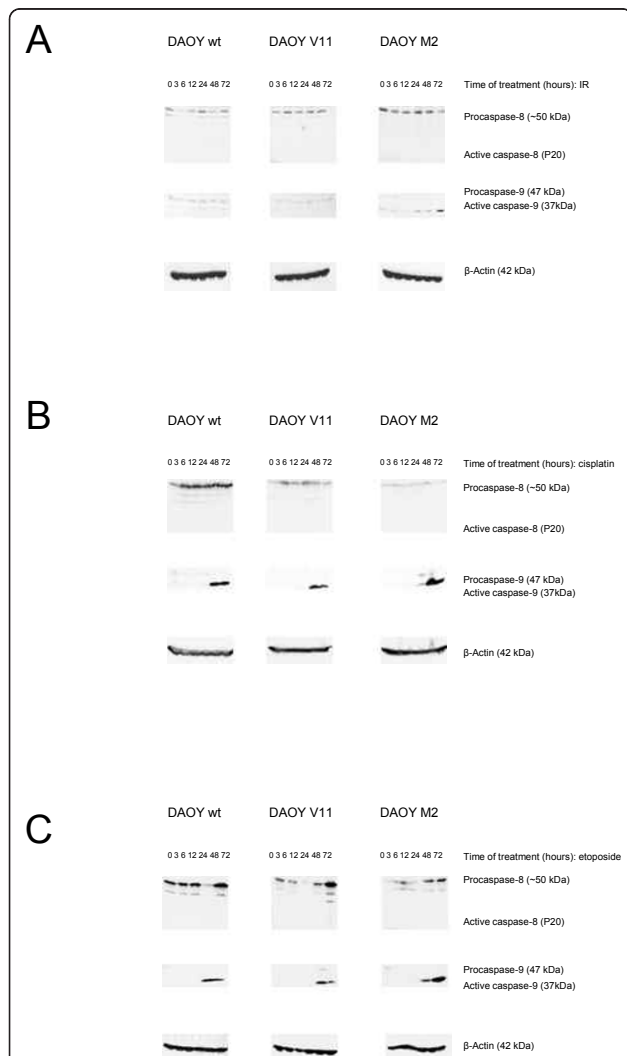 A
DAOY wt DAOY V11 DAOY M2
0 3 6 12 24 48 72 0 3 6 12 24 48 72 0 3 6 12 24 48 72 Time of treatment (hours): IR
Procaspase-8 (~50 kDa)
Active caspase-8 (P20)
Procaspase-9 (47 kDa)
Active caspase-9 (37kDa)
β-Actin (42 kDa)
B
DAOY wt DAOY V11 DAOY M2
0 3 6 12 24 48 72 0 3 6 12 24 48 72 0 3 6 12 24 48 72 Time of treatment (hours): cisplatin
Procaspase-8 (~50 kDa)
Active caspase-8 (P20)
Procaspase-9 (47 kDa)
Active caspase-9 (37kDa)
β-Actin (42 kDa)
C
DAOY wt DAOY V11 DAOY M2
0 3 6 12 24 48 72 0 3 6 12 24 48 72 0 3 6 12 24 48 72 Time of treatment (hours): etoposide
Procaspase-8 (~50 kDa)
Active caspase-8 (P20)
Procaspase-9 (47 kDa)
Active caspase-9 (37kDa)
β-Actin (42 kDa)